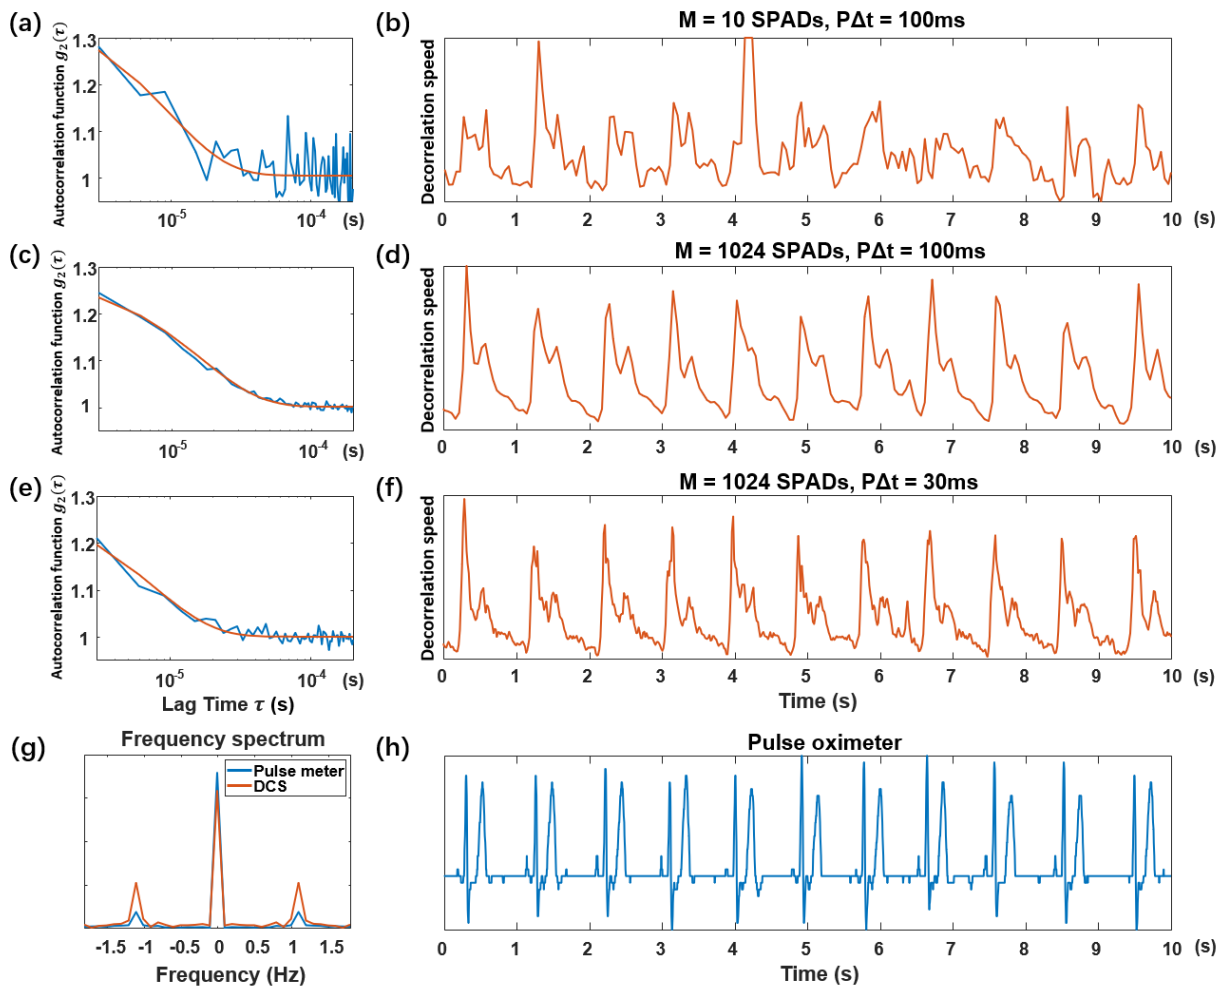 (a)
Autocorrelation function g₂(τ)
1.3
1.2
1.1
1
10⁻⁵
10⁻⁴
(s)
(b)
M = 10 SPADs, PΔt = 100ms
Decorrelation speed
0 1 2 3 4 5 6 7 8 9 10 (s)
(c)
Autocorrelation function g₂(τ)
1.3
1.2
1.1
1
10⁻⁵
10⁻⁴
(s)
(d)
M = 1024 SPADs, PΔt = 100ms
Decorrelation speed
0 1 2 3 4 5 6 7 8 9 10 (s)
(e)
Autocorrelation function g₂(τ)
1.3
1.2
1.1
1
10⁻⁵
10⁻⁴
(s)
Lag Time τ (s)
(f)
M = 1024 SPADs, PΔt = 30ms
Decorrelation speed
0 1 2 3 4 5 6 7 8 9 10 (s)
Time (s)
(g)
Frequency spectrum
Pulse meter
DCS
-1.5 -1 -0.5 0 0.5 1 1.5
Frequency (Hz)
(h)
Pulse oximeter
0 1 2 3 4 5 6 7 8 9 10 (s)
Time (s)